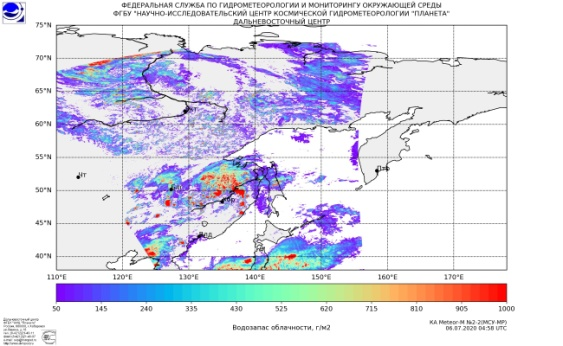 ФЕДЕРАЛЬНАЯ СЛУЖБА ПО ГИДРОМЕТЕОРОЛОГИИ И МОНИТОРИНГУ ОКРУЖАЮЩЕЙ СРЕДЫ
ФГБУ "НАУЧНО-ИССЛЕДОВАТЕЛЬСКИЙ ЦЕНТР КОСМИЧЕСКОЙ ГИДРОМЕТЕОРОЛОГИИ "ПЛАНЕТА"
ДАЛЬНЕВОСТОЧНЫЙ ЦЕНТР
75°N
70°N
65°N
60°N
55°N
50°N
45°N
40°N
Чт
110°E 120°E 130°E 140°E 150°E 160°E 170°E
50 145 240 335 430 525 620 715 810 905 1000
Водозапас облачности, г/м2
КА Метеор-М №2-2(МСУ-МР)
06.07.2020 04:58 UTC